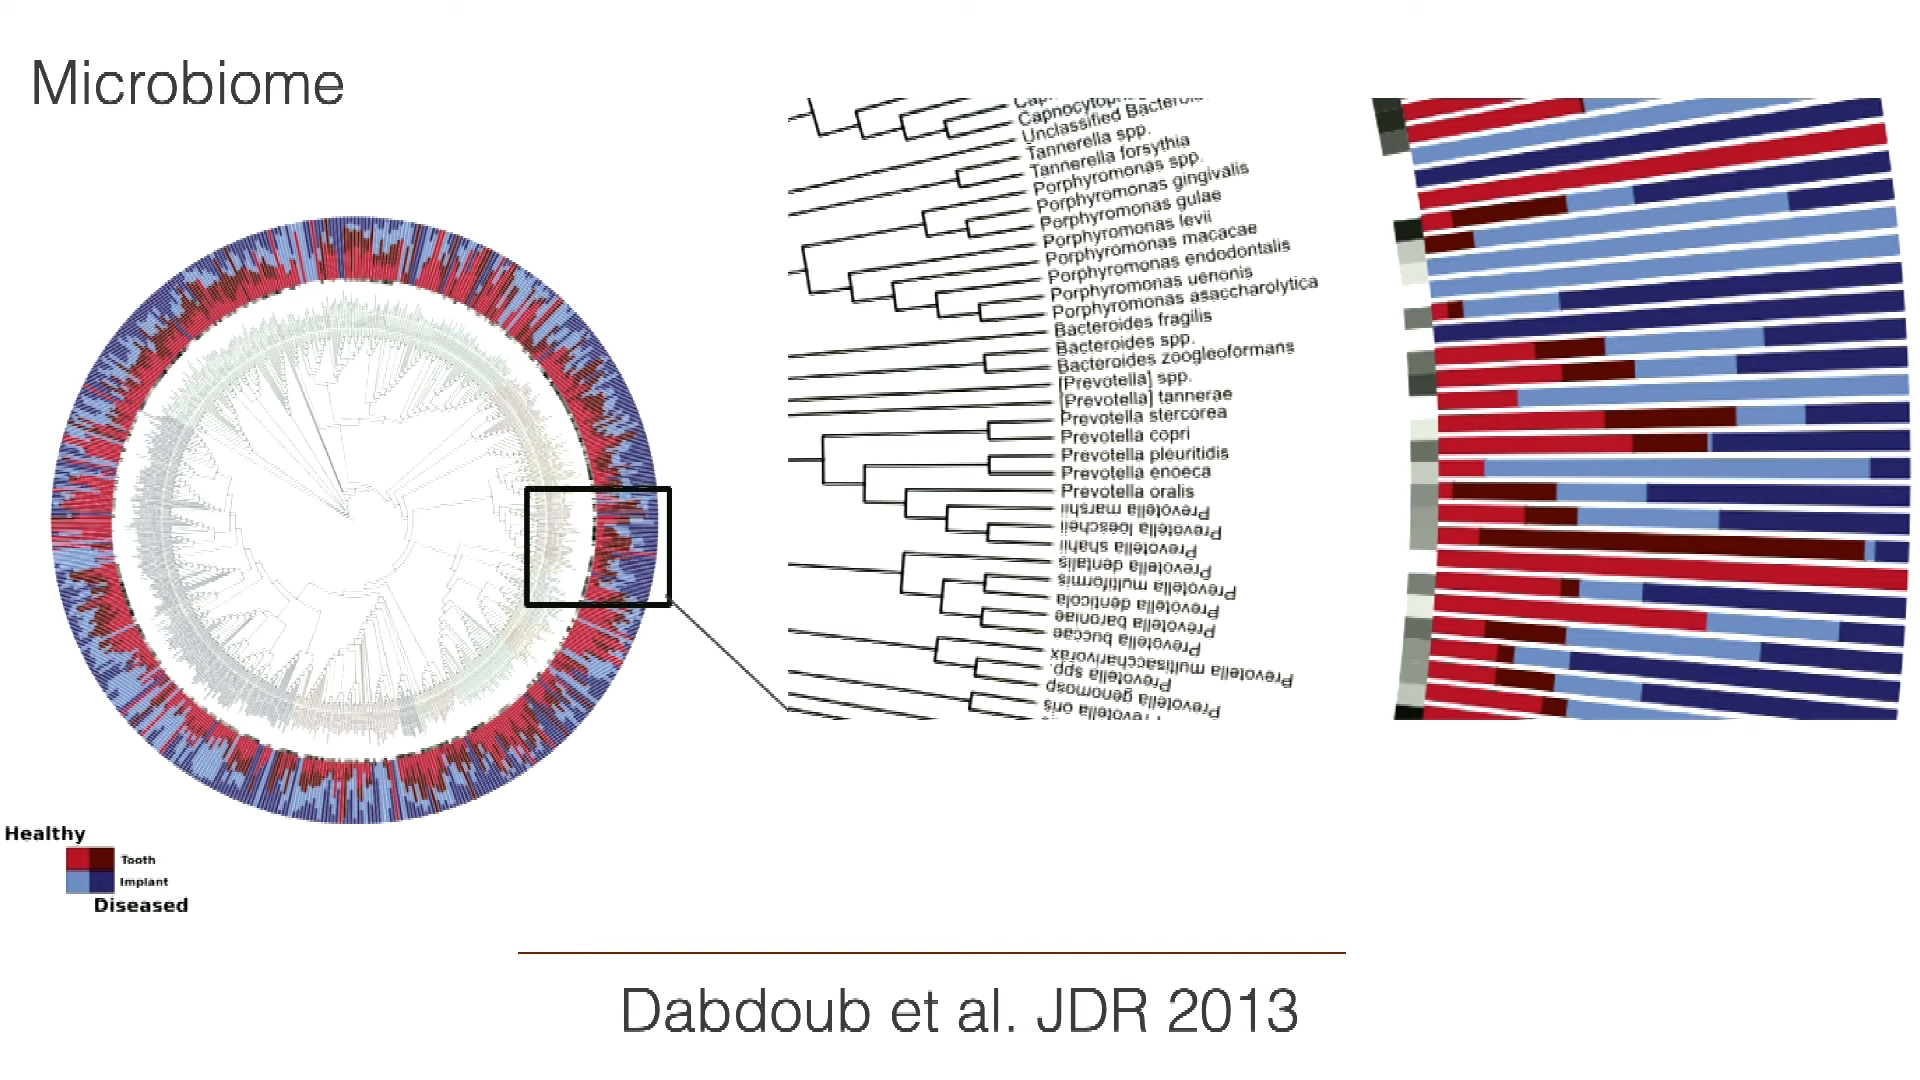 Microbiome
Unclassified
Tannerella spp.
Tannerella forsythia
Porphyromonas spp.
Porphyromonas gingivalis
Porphyromonas gulae
Porphyromonas levii
Porphyromonas macacae
Porphyromonas endodontalis
Porphyromonas uenonis
Porphyromonas asaccharolytica
Bacteroides fragilis
Bacteroides spp.
Bacteroides zoogleoformans
[Prevotella] spp.
[Prevotella] tannerae
Prevotella stercorea
Prevotella copri
Prevotella pleuritidis
Prevotella enoeca
Prevotella oralis
Prevotella marshii
Prevotella loescheii
Prevotella shahii
Prevotella dentalis
Prevotella multiformis
Prevotella denticola
Prevotella baroniae
Prevotella buccae
Prevotella multisaccharivorax
Prevotella spp.
Prevotella genomosp
Prevotella oris
Healthy
Tooth
Implant
Diseased
Dabdoub et al. JDR 2013